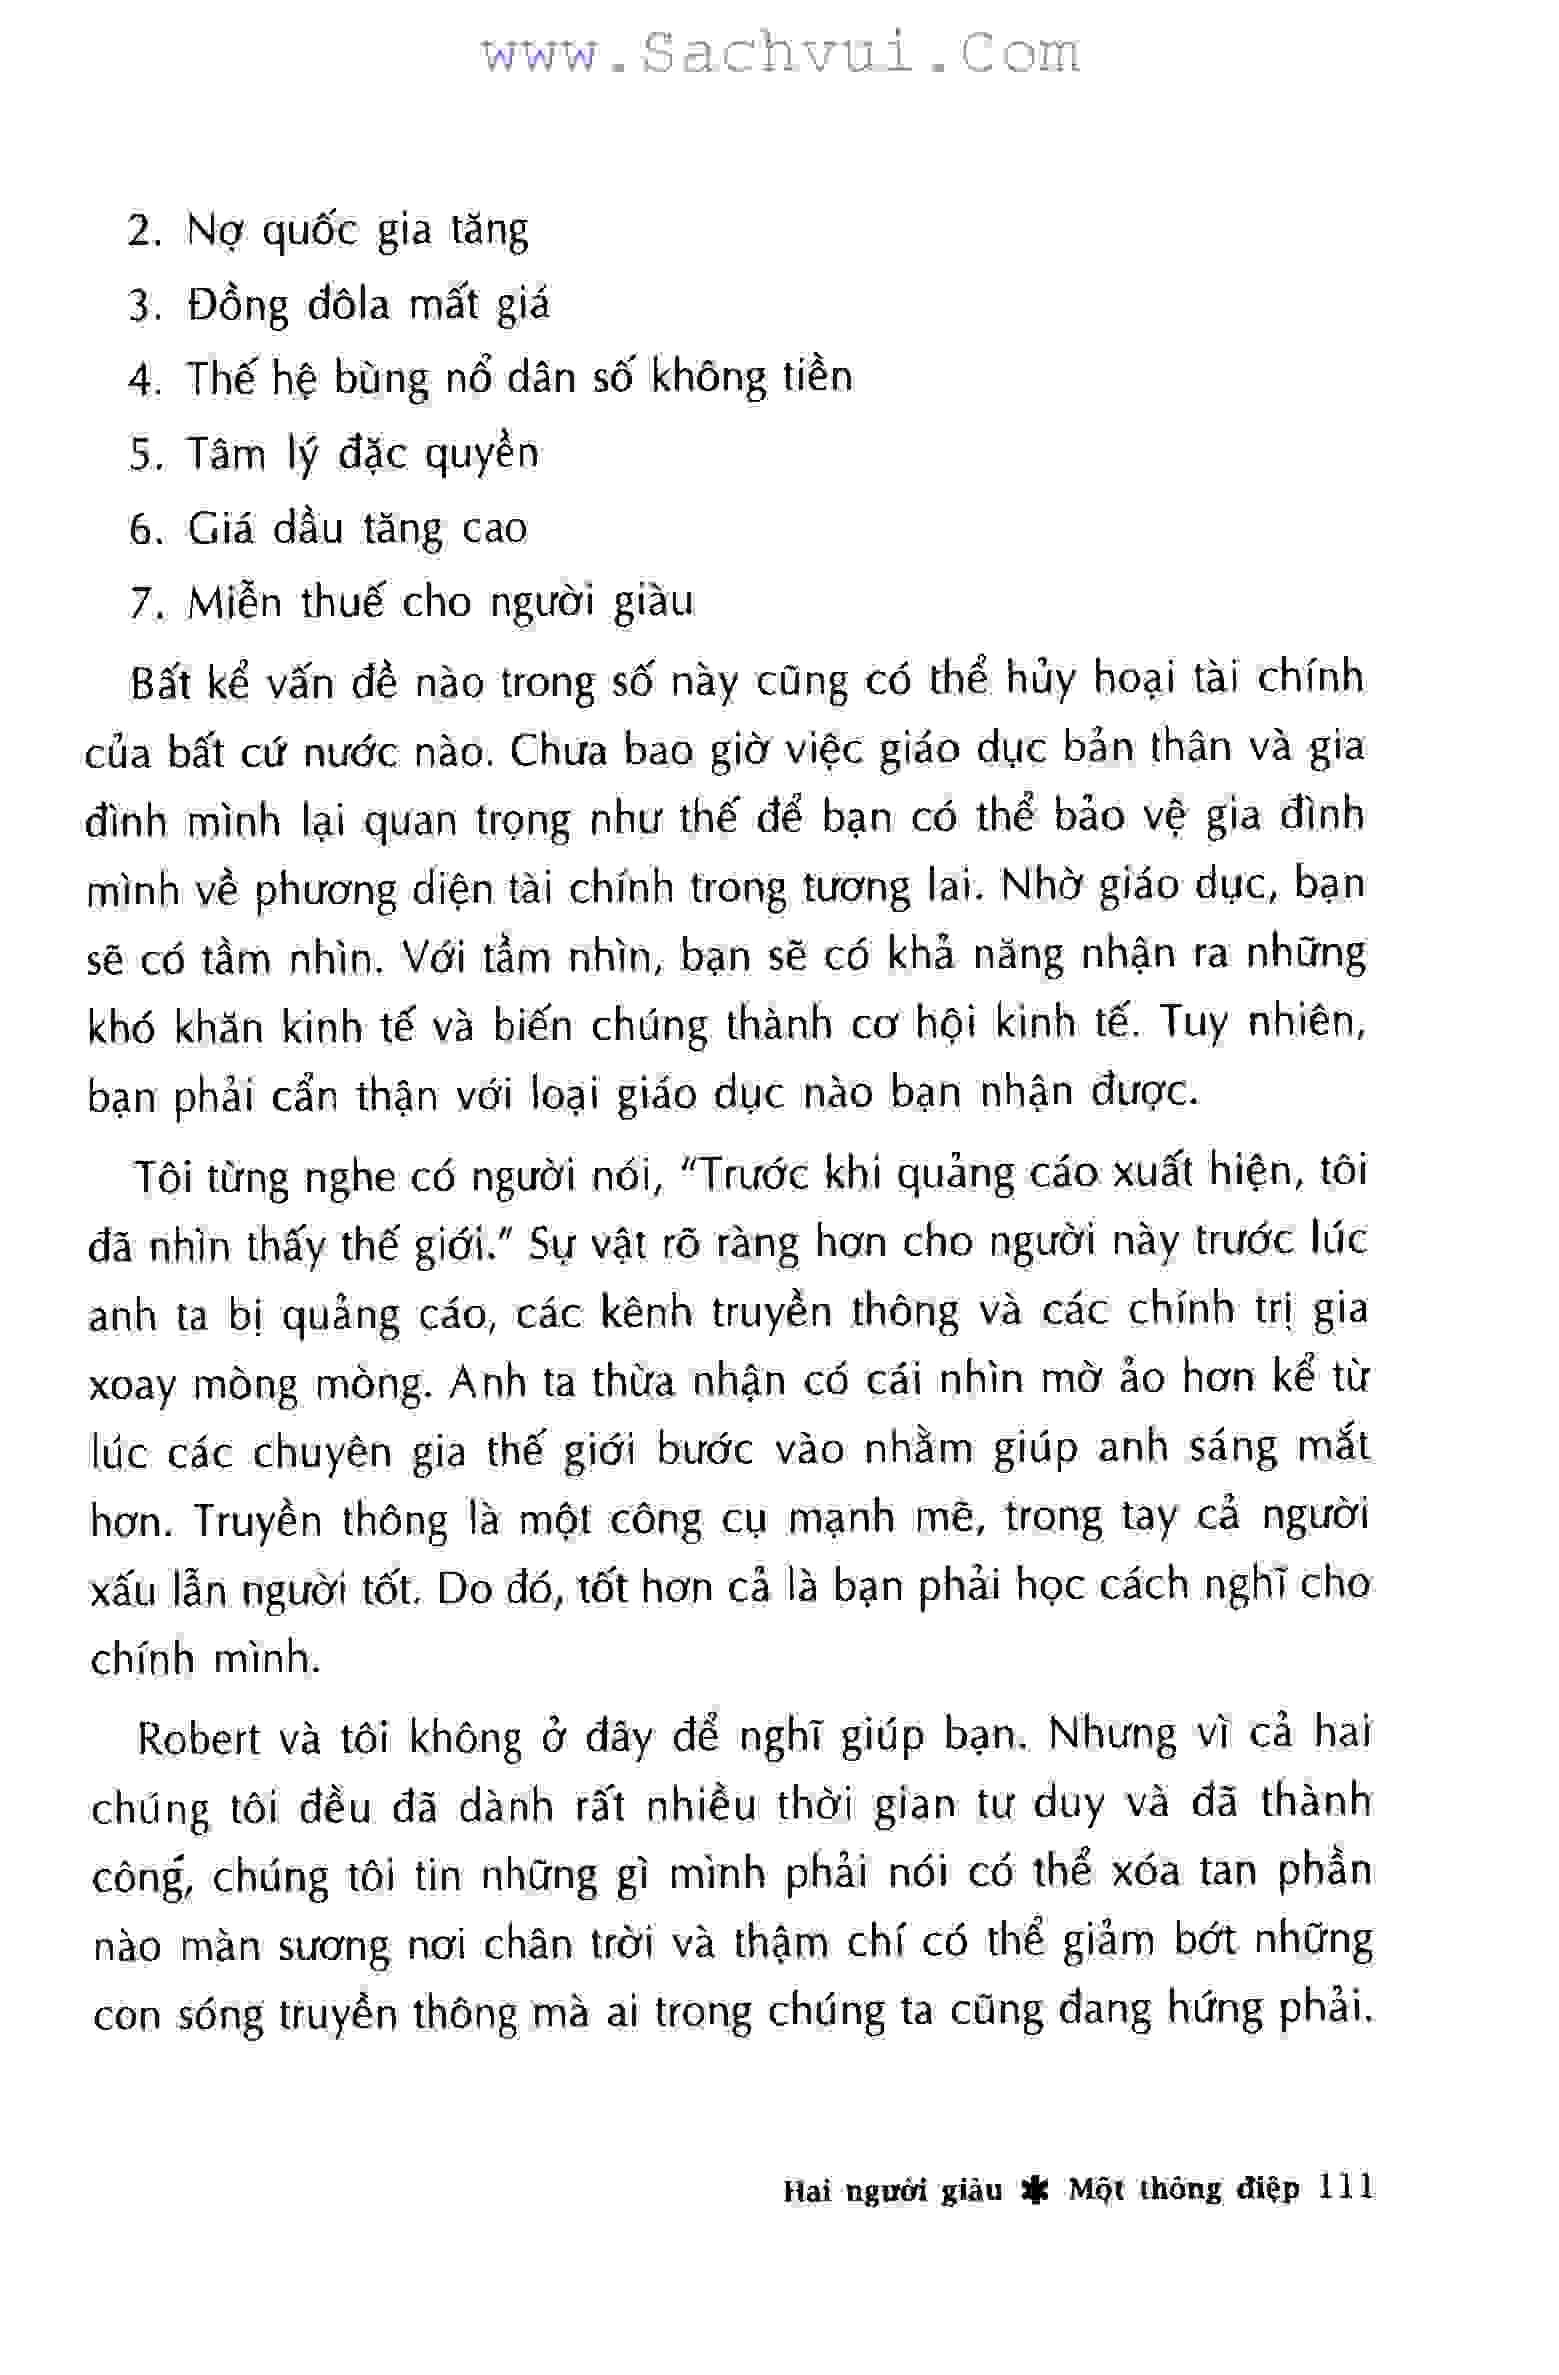 www.Sachvui.Com
2. Nợ quốc gia tăng
3. Đồng đôla mất giá
4. Thế hệ bùng nổ dân số không tiền
5. Tâm lý đặc quyền
6. Giá dầu tăng cao
7. Miễn thuế cho người giàu
Bất kể vấn đề nào trong số này cũng có thể hủy hoại tài chính
của bất cứ nước nào. Chưa bao giờ việc giáo dục bản thân và gia
đình mình lại quan trọng như thế để bạn có thể bảo vệ gia đình
mình về phương diện tài chính trong tương lai. Nhờ giáo dục, bạn
sẽ có tầm nhìn. Với tầm nhìn, bạn sẽ có khả năng nhận ra những
khó khăn kinh tế và biến chúng thành cơ hội kinh tế. Tuy nhiên,
bạn phải cẩn thận với loại giáo dục nào bạn nhận được.
Tôi từng nghe có người nói, "Trước khi quảng cáo xuất hiện, tôi
đã nhìn thấy thế giới." Sự vật rõ ràng hơn cho người này trước lúc
anh ta bị quảng cáo, các kênh truyền thông và các chính trị gia
xoay mòng mòng. Anh ta thừa nhận có cái nhìn mờ ảo hơn kể từ
lúc các chuyên gia thế giới bước vào nhằm giúp anh sáng mắt
hơn. Truyền thông là một công cụ mạnh mẽ, trong tay cả người
xấu lẫn người tốt. Do đó, tốt hơn cả là bạn phải học cách nghĩ cho
chính mình.
Robert và tôi không ở đây để nghĩ giúp bạn. Nhưng vì cả hai
chúng tôi đều đã dành rất nhiều thời gian tư duy và đã thành
công, chúng tôi tin những gì mình phải nói có thể xóa tan phần
nào màn sương nơi chân trời và thậm chí có thể giảm bớt những
con sóng truyền thông mà ai trong chúng ta cũng đang hứng phải.
Hai người giàu ✱ Một thông điệp 111